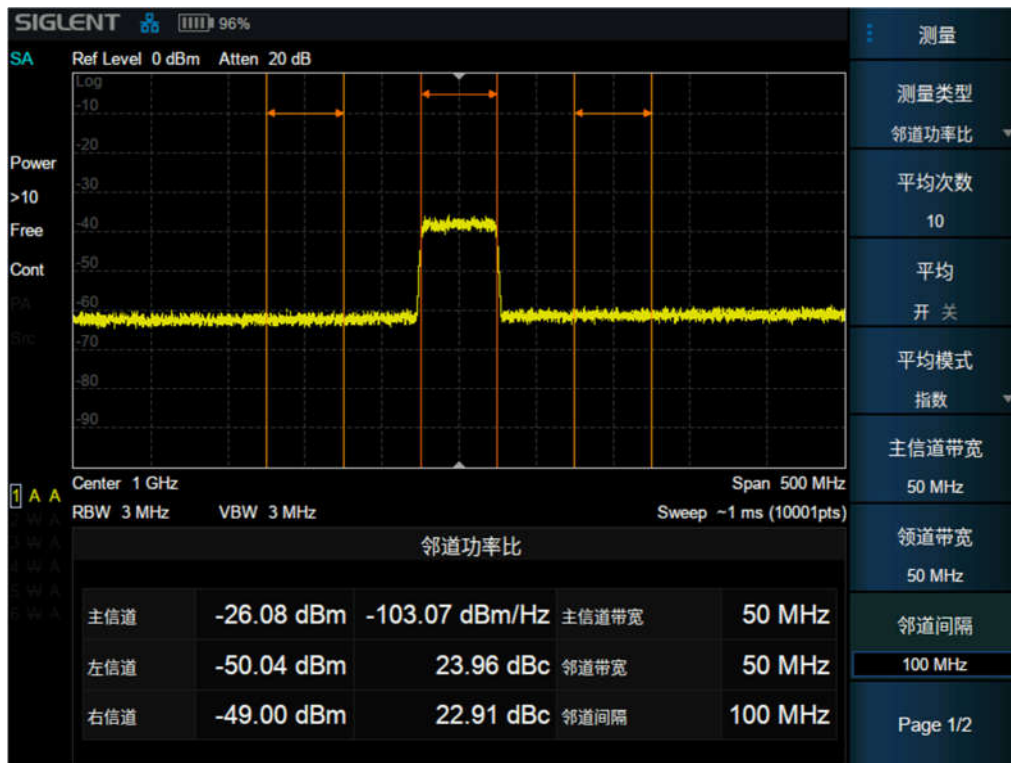 SIGLENT 96%
SA
Ref Level 0 dBm Atten 20 dB
Log
-10
-20
-30
-40
-50
-60
-70
-80
-90
Power
>10
Free
Cont
PA
Src
1 A A
2 W A
3 W A
4 W A
5 W A
6 W A
Center 1 GHz Span 500 MHz
RBW 3 MHz VBW 3 MHz Sweep ~1 ms (10001pts)
邻道功率比
主信道 -26.08 dBm -103.07 dBm/Hz 主信道带宽 50 MHz
左信道 -50.04 dBm 23.96 dBc 邻道带宽 50 MHz
右信道 -49.00 dBm 22.91 dBc 邻道间隔 100 MHz
测量
测量类型
邻道功率比
平均次数
10
平均
开 关
平均模式
指数
主信道带宽
50 MHz
领道带宽
50 MHz
邻道间隔
100 MHz
Page 1/2